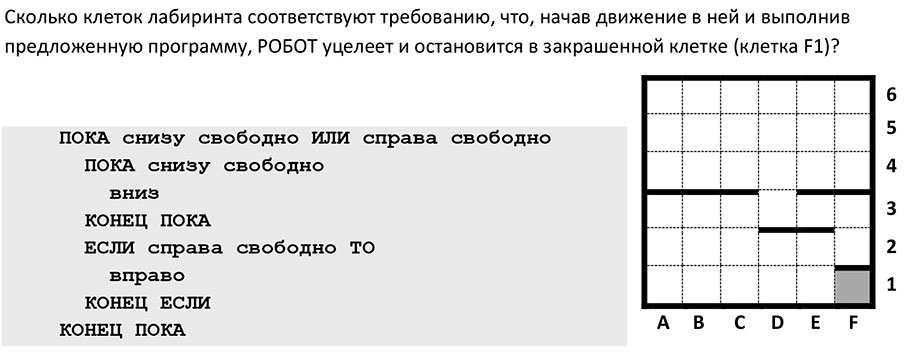 Сколько клеток лабиринта соответствуют требованию, что, начав движение в ней и выполнив
предложенную программу, РОБОТ уцелеет и остановится в закрашенной клетке (клетка F1)?
ПОКА снизу свободно ИЛИ справа свободно
ПОКА снизу свободно
вниз
КОНЕЦ ПОКА
ЕСЛИ справа свободно ТО
вправо
КОНЕЦ ЕСЛИ
КОНЕЦ ПОКА
6
5
4
3
2
1
A B C D E F